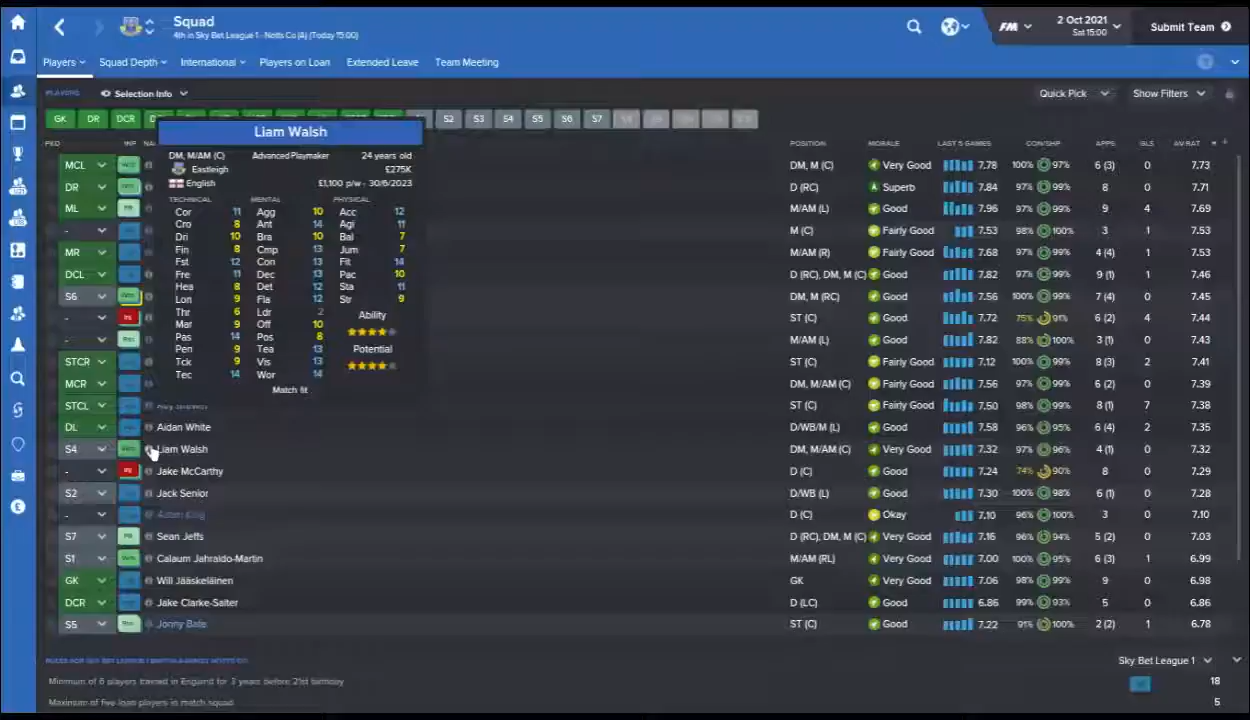 Squad
4th in Sky Bet League 1 - Notts Co (A) (Today 15:00)
FM
2 Oct 2021
Sat 15:00
Submit Team
Players
Squad Depth
International
Players on Loan
Extended Leave
Team Meeting
PLAYERS
Selection Info
Quick Pick
Show Filters
GK DR DCR S2 S3 S4 S5 S6 S7
POSITION MORALE LAST 5 GAMES CON/SHP APPS GLS AV RAT
Liam Walsh
DM, M/AM (C) Advanced Playmaker 24 years old
Eastleigh £275K
English £1,100 p/w - 30/6/2023
TECHNICAL MENTAL PHYSICAL
Cor 11 Agg 10 Acc 12
Cro 8 Ant 14 Agi 11
Dri 10 Bra 10 Bal 7
Fin 8 Cmp 13 Jum 7
Fst 12 Con 13 Fit 14
Fre 11 Dec 13 Pac 10
Hea 8 Det 12 Sta 11
Lon 9 Fla 12 Str 9
Thr 6 Ldr 2 Ability
Mar 9 Off 10
Pas 14 Pos 8
Pen 9 Tea 13 Potential
Tck 9 Vis 13
Tec 14 Wor 14
Match fit
MCL DM, M (C) Very Good 7.78 100% 97% 6 (3) 0 7.73
DR D (RC) Superb 7.84 97% 99% 8 0 7.71
ML M/AM (L) Good 7.96 97% 99% 9 4 7.69
- M (C) Fairly Good 7.53 98% 100% 3 1 7.53
MR M/AM (R) Fairly Good 7.68 97% 99% 4 (4) 1 7.53
DCL D (RC), DM, M (C) Good 7.82 97% 99% 9 (1) 1 7.46
S6 DM, M (RC) Good 7.56 100% 99% 7 (4) 0 7.45
- Inj ST (C) Good 7.72 75% 91% 6 (2) 4 7.44
- M/AM (L) Good 7.82 88% 100% 3 (1) 0 7.43
STCR ST (C) Fairly Good 7.12 100% 99% 8 (3) 2 7.41
MCR DM, M/AM (C) Fairly Good 7.56 97% 99% 6 (2) 0 7.39
STCL ST (C) Fairly Good 7.50 98% 99% 8 (1) 7 7.38
DL Aidan White D/WB/M (L) Good 7.58 96% 95% 6 (4) 2 7.35
S4 Liam Walsh DM, M/AM (C) Very Good 7.32 97% 96% 4 (1) 0 7.32
- Inj Jake McCarthy D (C) Good 7.24 74% 90% 8 0 7.29
S2 Jack Senior D/WB (L) Good 7.30 100% 98% 6 (1) 0 7.28
- Adam King D (C) Okay 7.10 96% 100% 3 0 7.10
S7 Sean Jeffs D (RC), DM, M (C) Very Good 7.16 96% 94% 5 (2) 0 7.03
S1 Calaum Jahraldo-Martin M/AM (RL) Very Good 7.00 100% 95% 6 (3) 1 6.99
GK Will Jääskeläinen GK Very Good 7.06 98% 99% 9 0 6.98
DCR Jake Clarke-Salter D (LC) Good 6.86 99% 93% 5 0 6.86
S5 Jonny Bate ST (C) Good 7.22 91% 100% 2 (2) 1 6.78
Sky Bet League 1
Minimum of 6 players trained in England for 3 years before 21st birthday 18
Maximum of five loan players in match squad 5